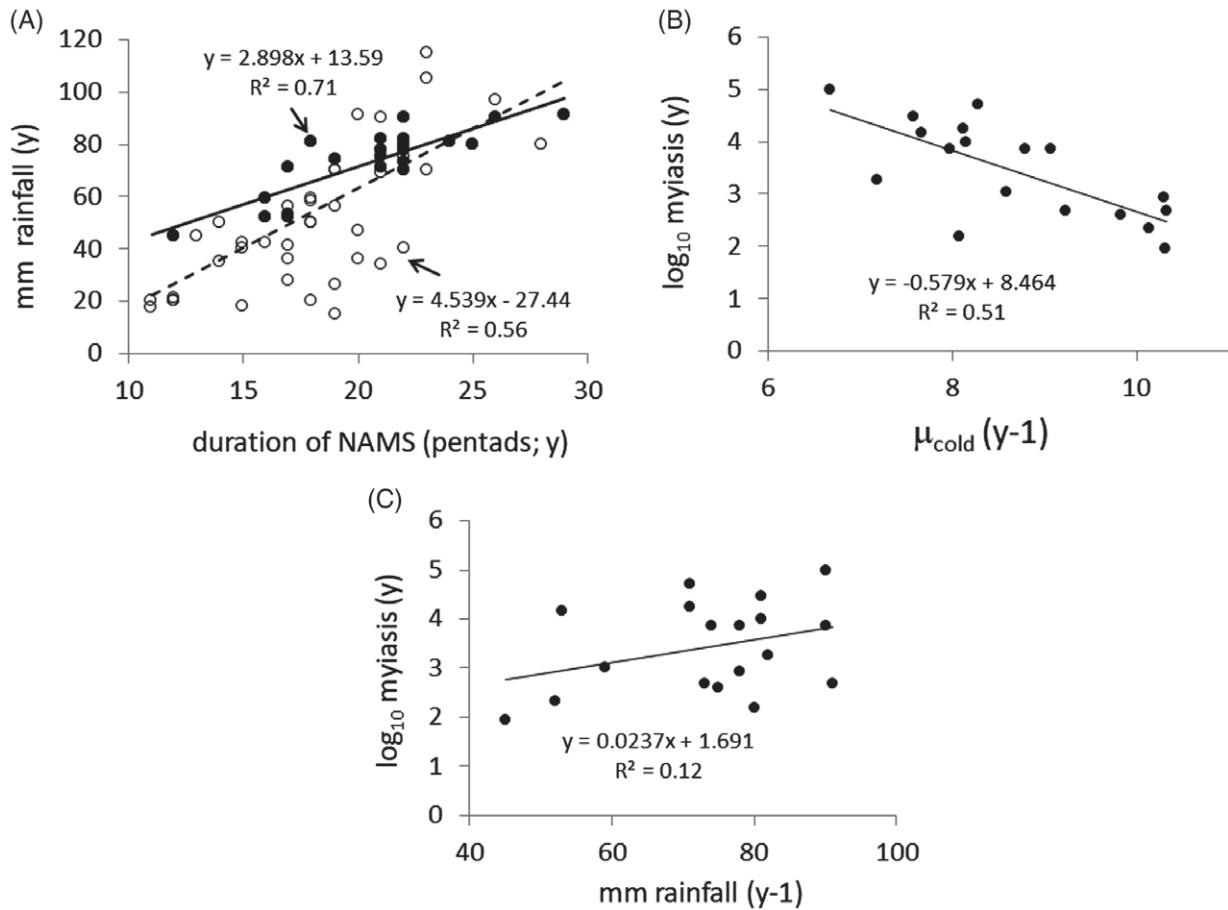 (A)
120
100
80
60
40
20
0
mm rainfall (y)
y = 2.898x + 13.59
R² = 0.71
y = 4.539x - 27.44
R² = 0.56
10 15 20 25 30
duration of NAMS (pentads; y)
(B)
6
5
4
3
2
1
0
log₁₀ myiasis (y)
y = -0.579x + 8.464
R² = 0.51
6 8 10
μcold (y-1)
(C)
6
5
4
3
2
1
0
log₁₀ myiasis (y)
y = 0.0237x + 1.691
R² = 0.12
40 60 80 100
mm rainfall (y-1)